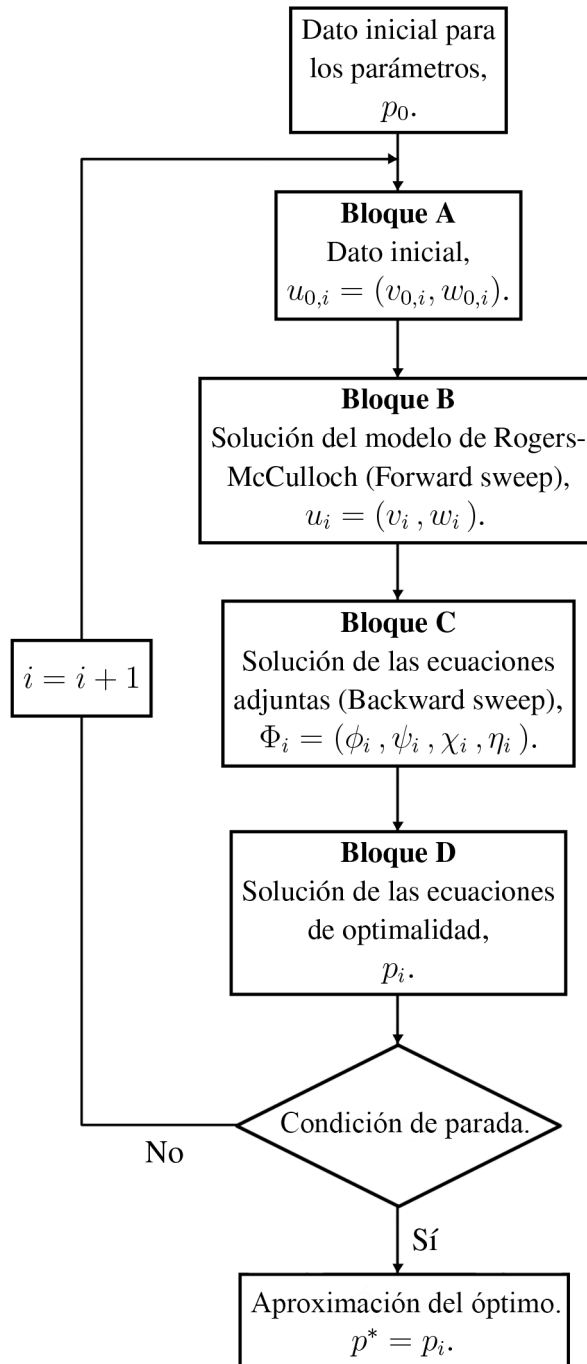 Dato inicial para
los parámetros,
p₀.
Bloque A
Dato inicial,
u₀,ᵢ = (v₀,ᵢ, w₀,ᵢ).
Bloque B
Solución del modelo de Rogers-
McCulloch (Forward sweep),
uᵢ = (vᵢ , wᵢ ).
Bloque C
Solución de las ecuaciones
adjuntas (Backward sweep),
Φᵢ = (ϕᵢ , ψᵢ , χᵢ , ηᵢ ).
i = i + 1
Bloque D
Solución de las ecuaciones
de optimalidad,
pᵢ.
Condición de parada.
No
Sí
Aproximación del óptimo.
p* = pᵢ.